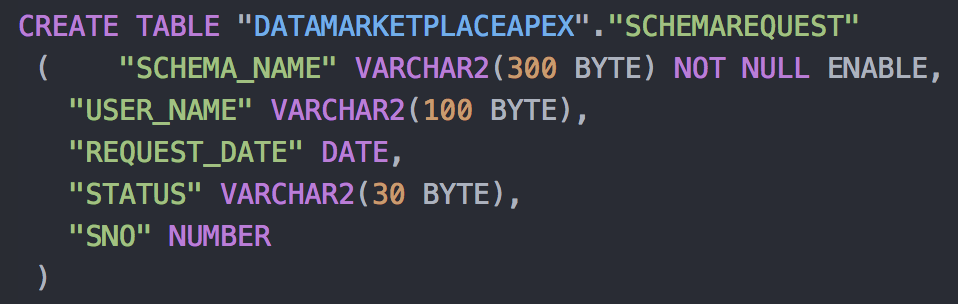 CREATE TABLE "DATAMARKETPLACEAPEX"."SCHEMAREQUEST"
(    "SCHEMA_NAME" VARCHAR2(300 BYTE) NOT NULL ENABLE,
"USER_NAME" VARCHAR2(100 BYTE),
"REQUEST_DATE" DATE,
"STATUS" VARCHAR2(30 BYTE),
"SNO" NUMBER
)